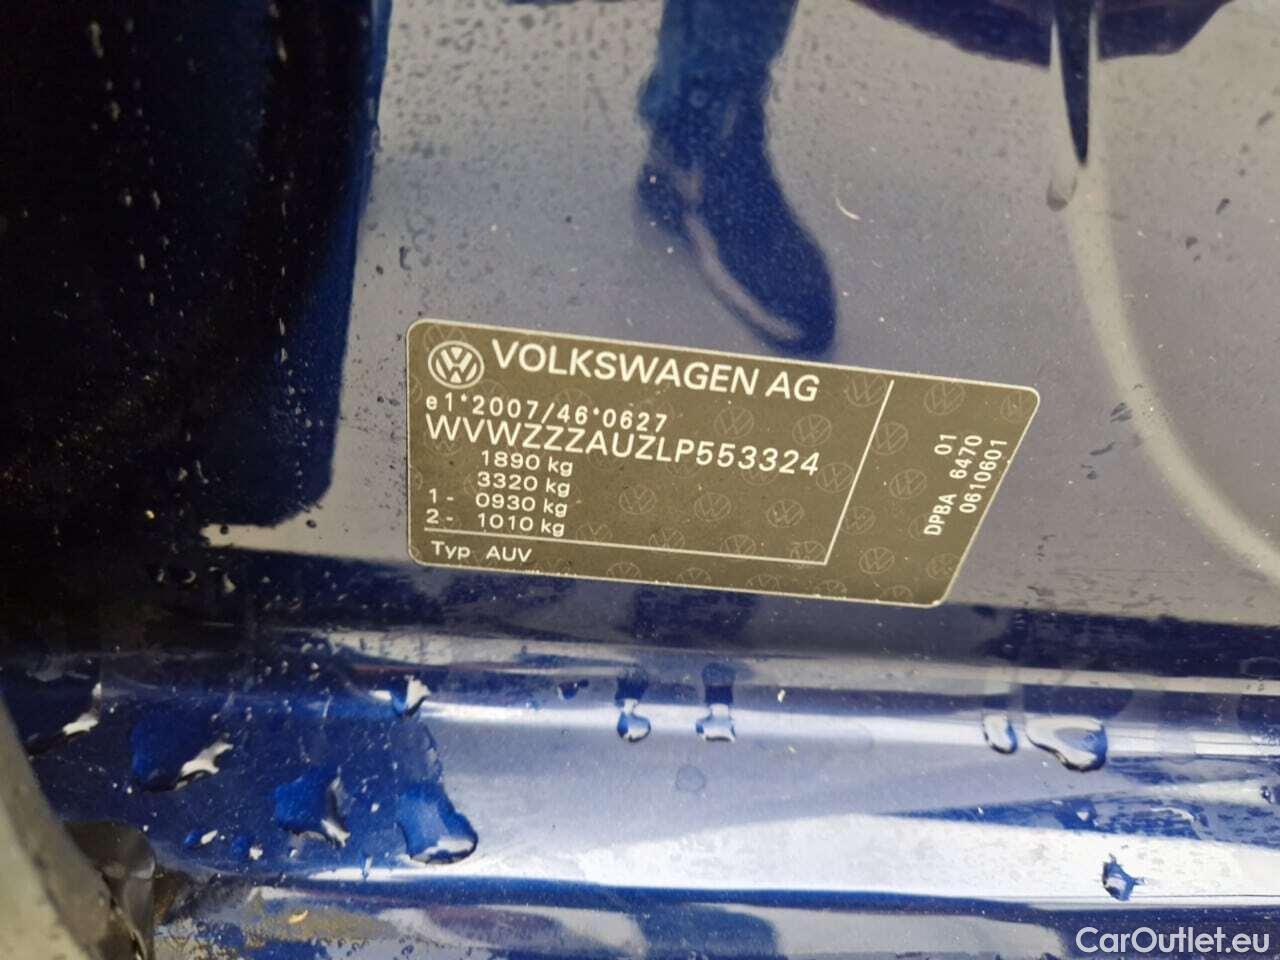 VOLKSWAGEN AG
e1*2007/46*0627
WVWZZZAUZLP553324
1890 kg
3320 kg
1- 0930 kg
2- 1010 kg
Typ AUV
01
DPBA 6470
0610601
CarOutlet.eu